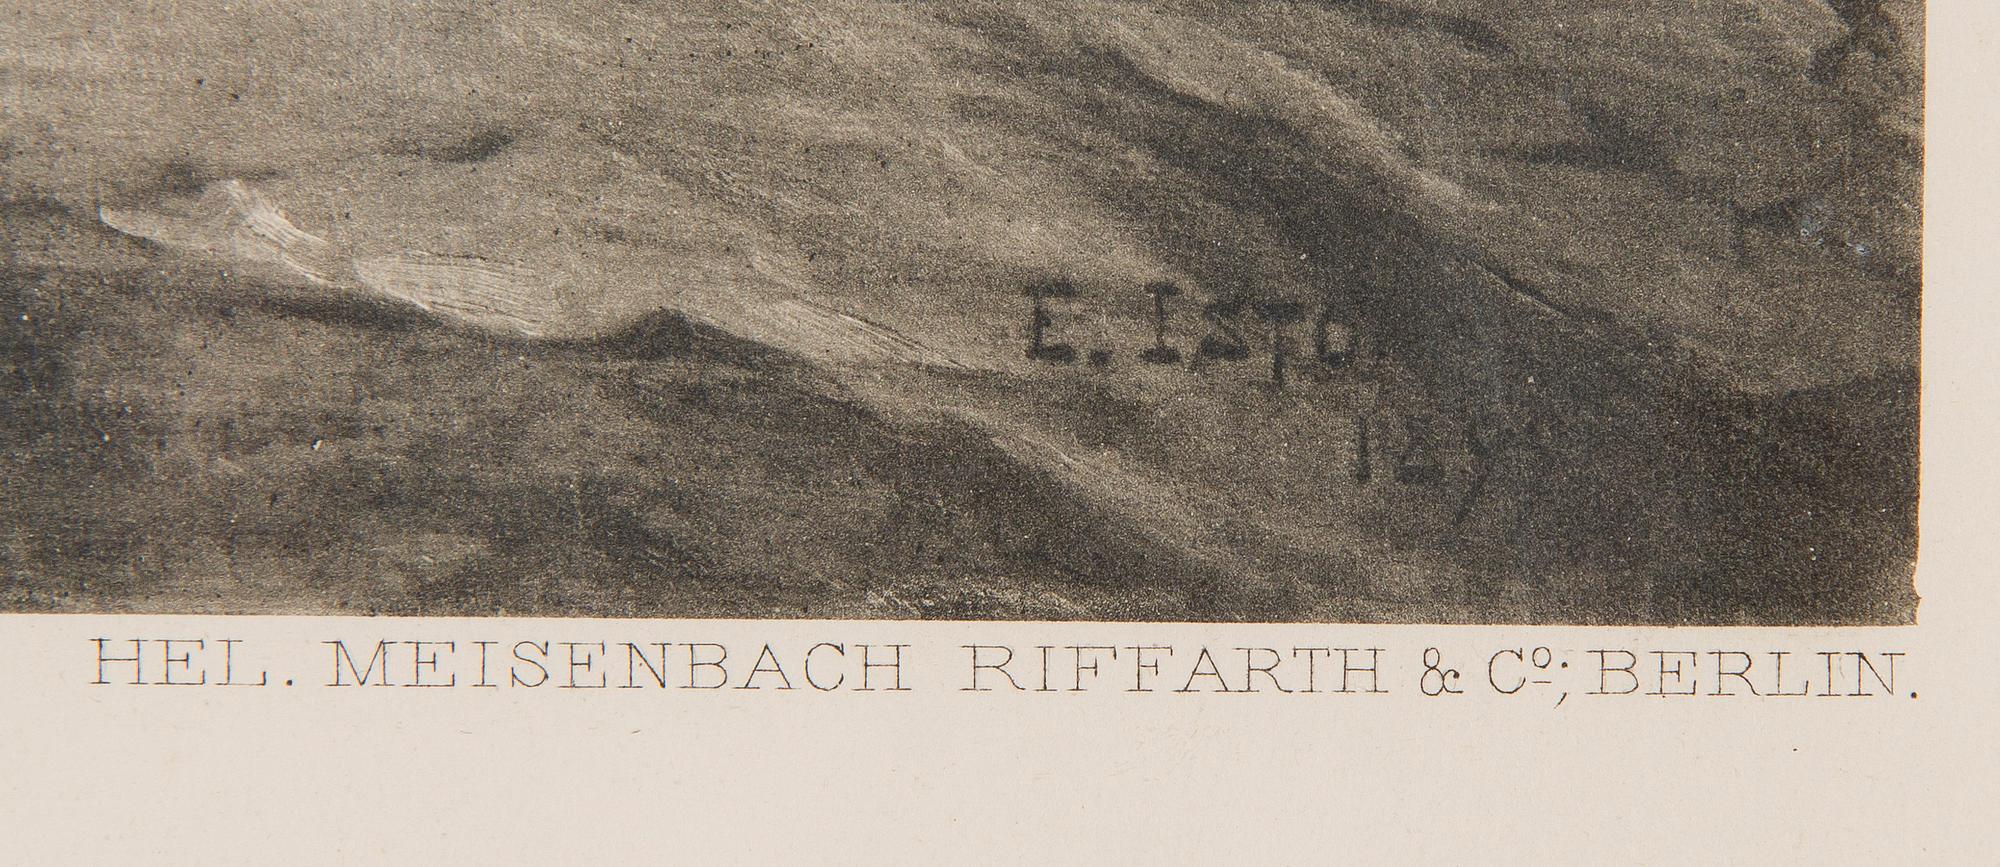 E. ISTO.
HEL. MEISENBACH RIFFARTH & Cº; BERLIN.